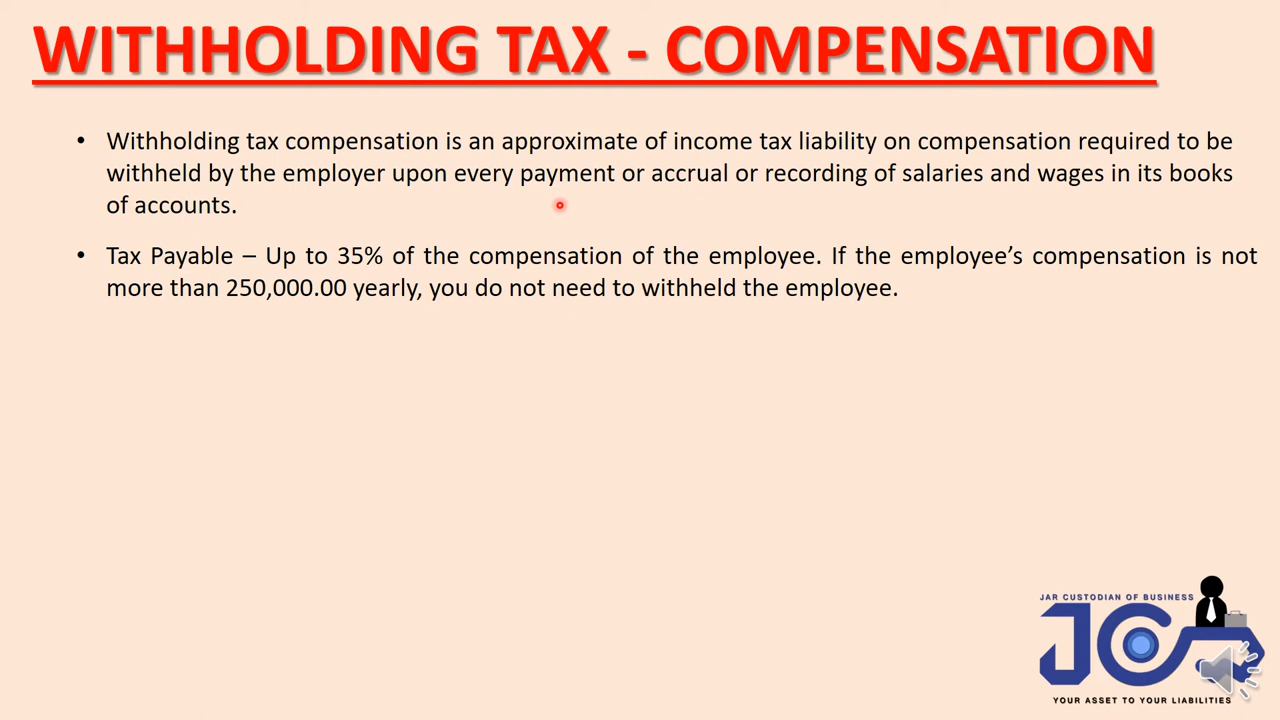 WITHHOLDING TAX - COMPENSATION
• Withholding tax compensation is an approximate of income tax liability on compensation required to be
withheld by the employer upon every payment or accrual or recording of salaries and wages in its books
of accounts.
• Tax Payable – Up to 35% of the compensation of the employee. If the employee’s compensation is not
more than 250,000.00 yearly, you do not need to withheld the employee.
JAR CUSTODIAN OF BUSINESS
JC
YOUR ASSET TO YOUR LIABILITIES